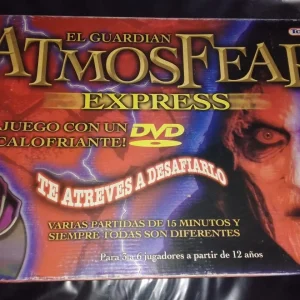 EL GUARDIAN
ATMOSFEAR
EXPRESS
¡JUEGO CON UN DVD
CALOFRIANTE!
TE ATREVES A DESAFIARLO
VARIAS PARTIDAS DE 15 MINUTOS Y
SIEMPRE TODAS SON DIFERENTES
Para 3 a 6 jugadores a partir de 12 años